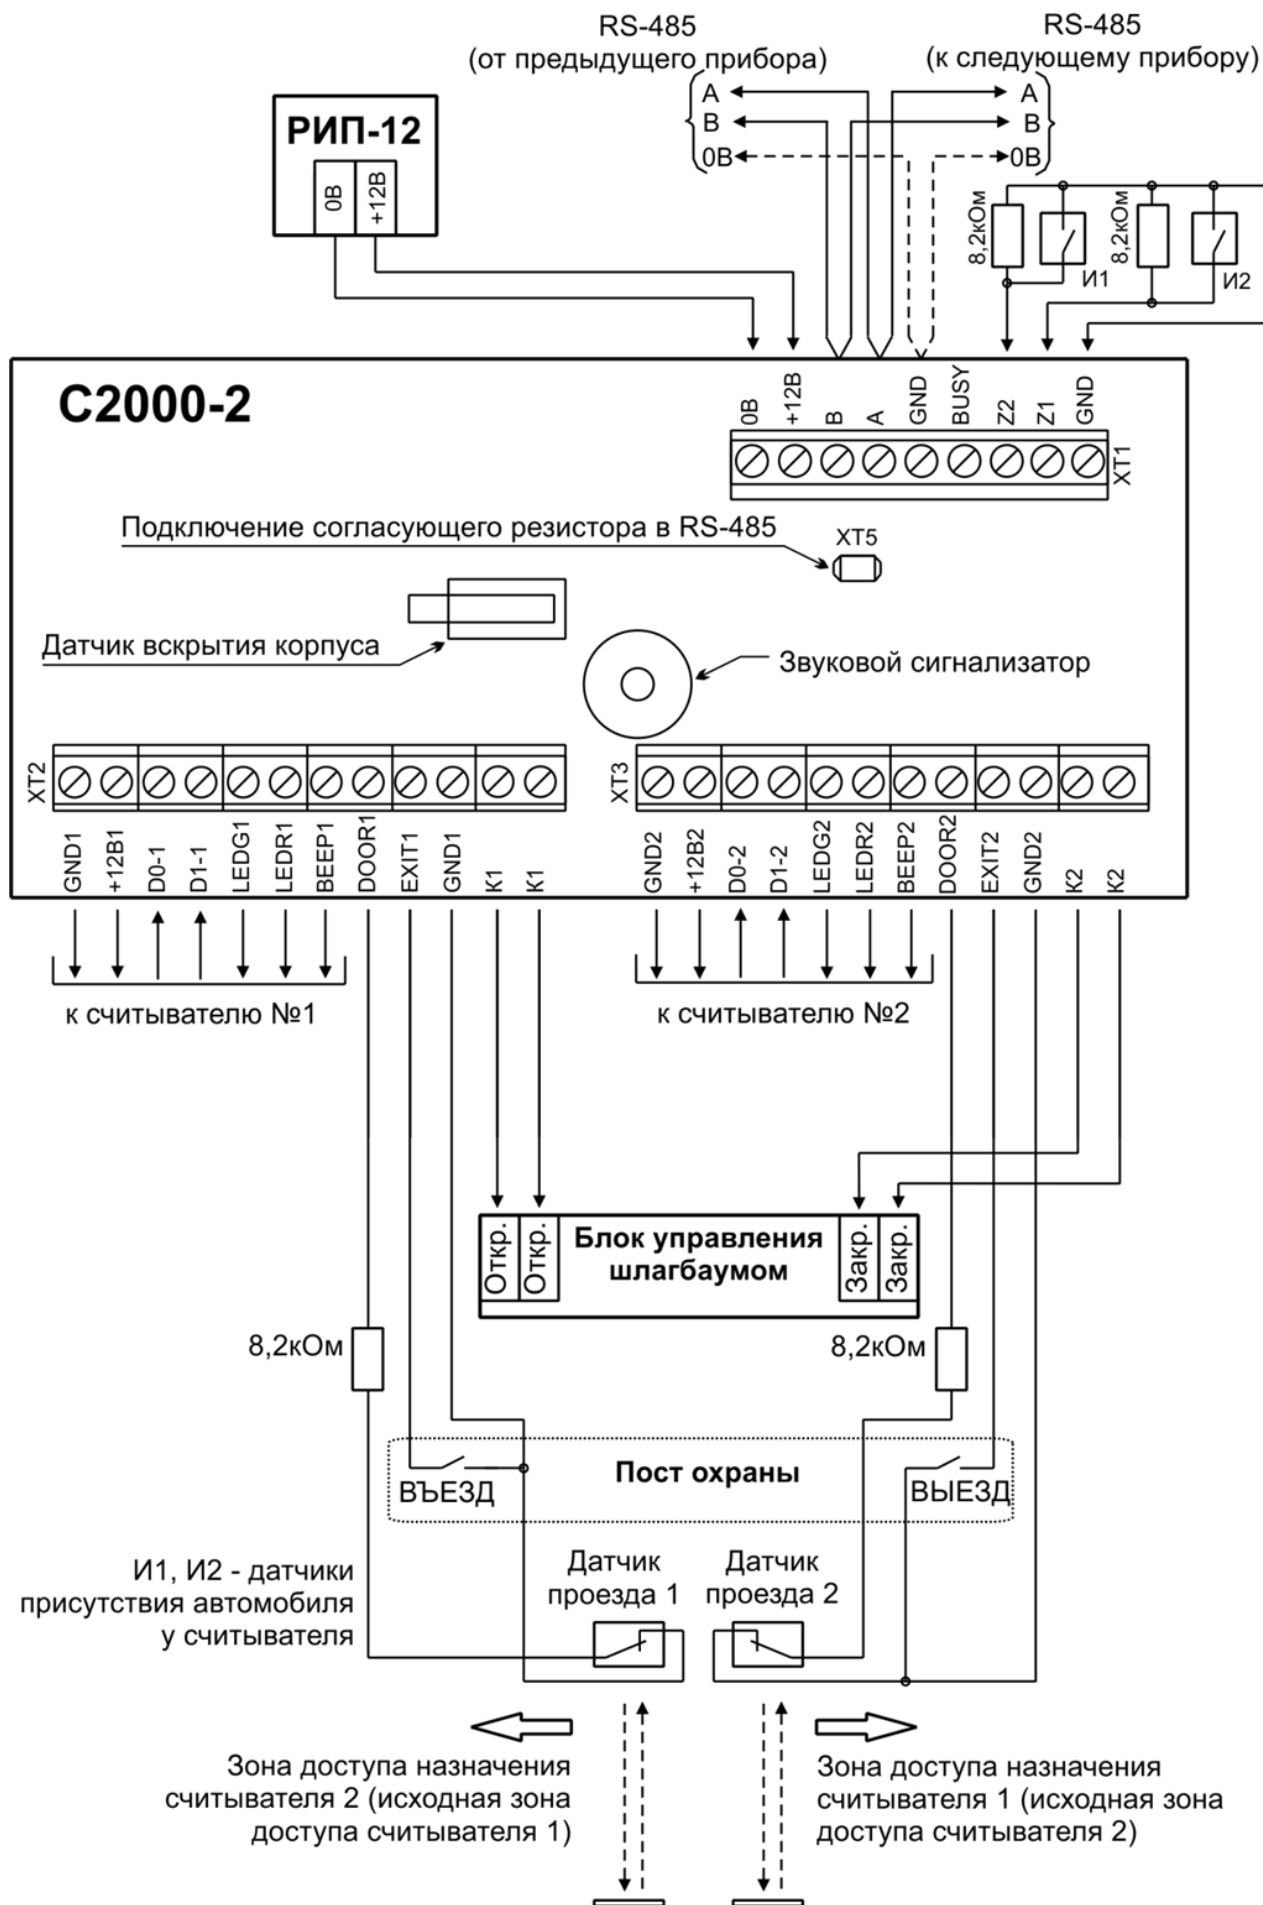 RS-485
(от предыдущего прибора)
RS-485
(к следующему прибору)
A
B
0В
A
B
0В
РИП-12
0В
+12В
8,2кОм
И1
8,2кОм
И2
С2000-2
0В
+12В
B
A
GND
BUSY
Z2
Z1
GND
XT1
Подключение согласующего резистора в RS-485
XT5
Датчик вскрытия корпуса
Звуковой сигнализатор
XT2
GND1
+12В1
D0-1
D1-1
LEDG1
LEDR1
BEEP1
DOOR1
EXIT1
GND1
К1
К1
XT3
GND2
+12В2
D0-2
D1-2
LEDG2
LEDR2
BEEP2
DOOR2
EXIT2
GND2
К2
К2
к считывателю №1
к считывателю №2
Откр.
Откр.
Блок управления
шлагбаумом
Закр.
Закр.
8,2кОм
8,2кОм
Пост охраны
ВЪЕЗД
ВЫЕЗД
И1, И2 - датчики
присутствия автомобиля
у считывателя
Датчик
проезда 1
Датчик
проезда 2
Зона доступа назначения
считывателя 2 (исходная зона
доступа считывателя 1)
Зона доступа назначения
считывателя 1 (исходная зона
доступа считывателя 2)